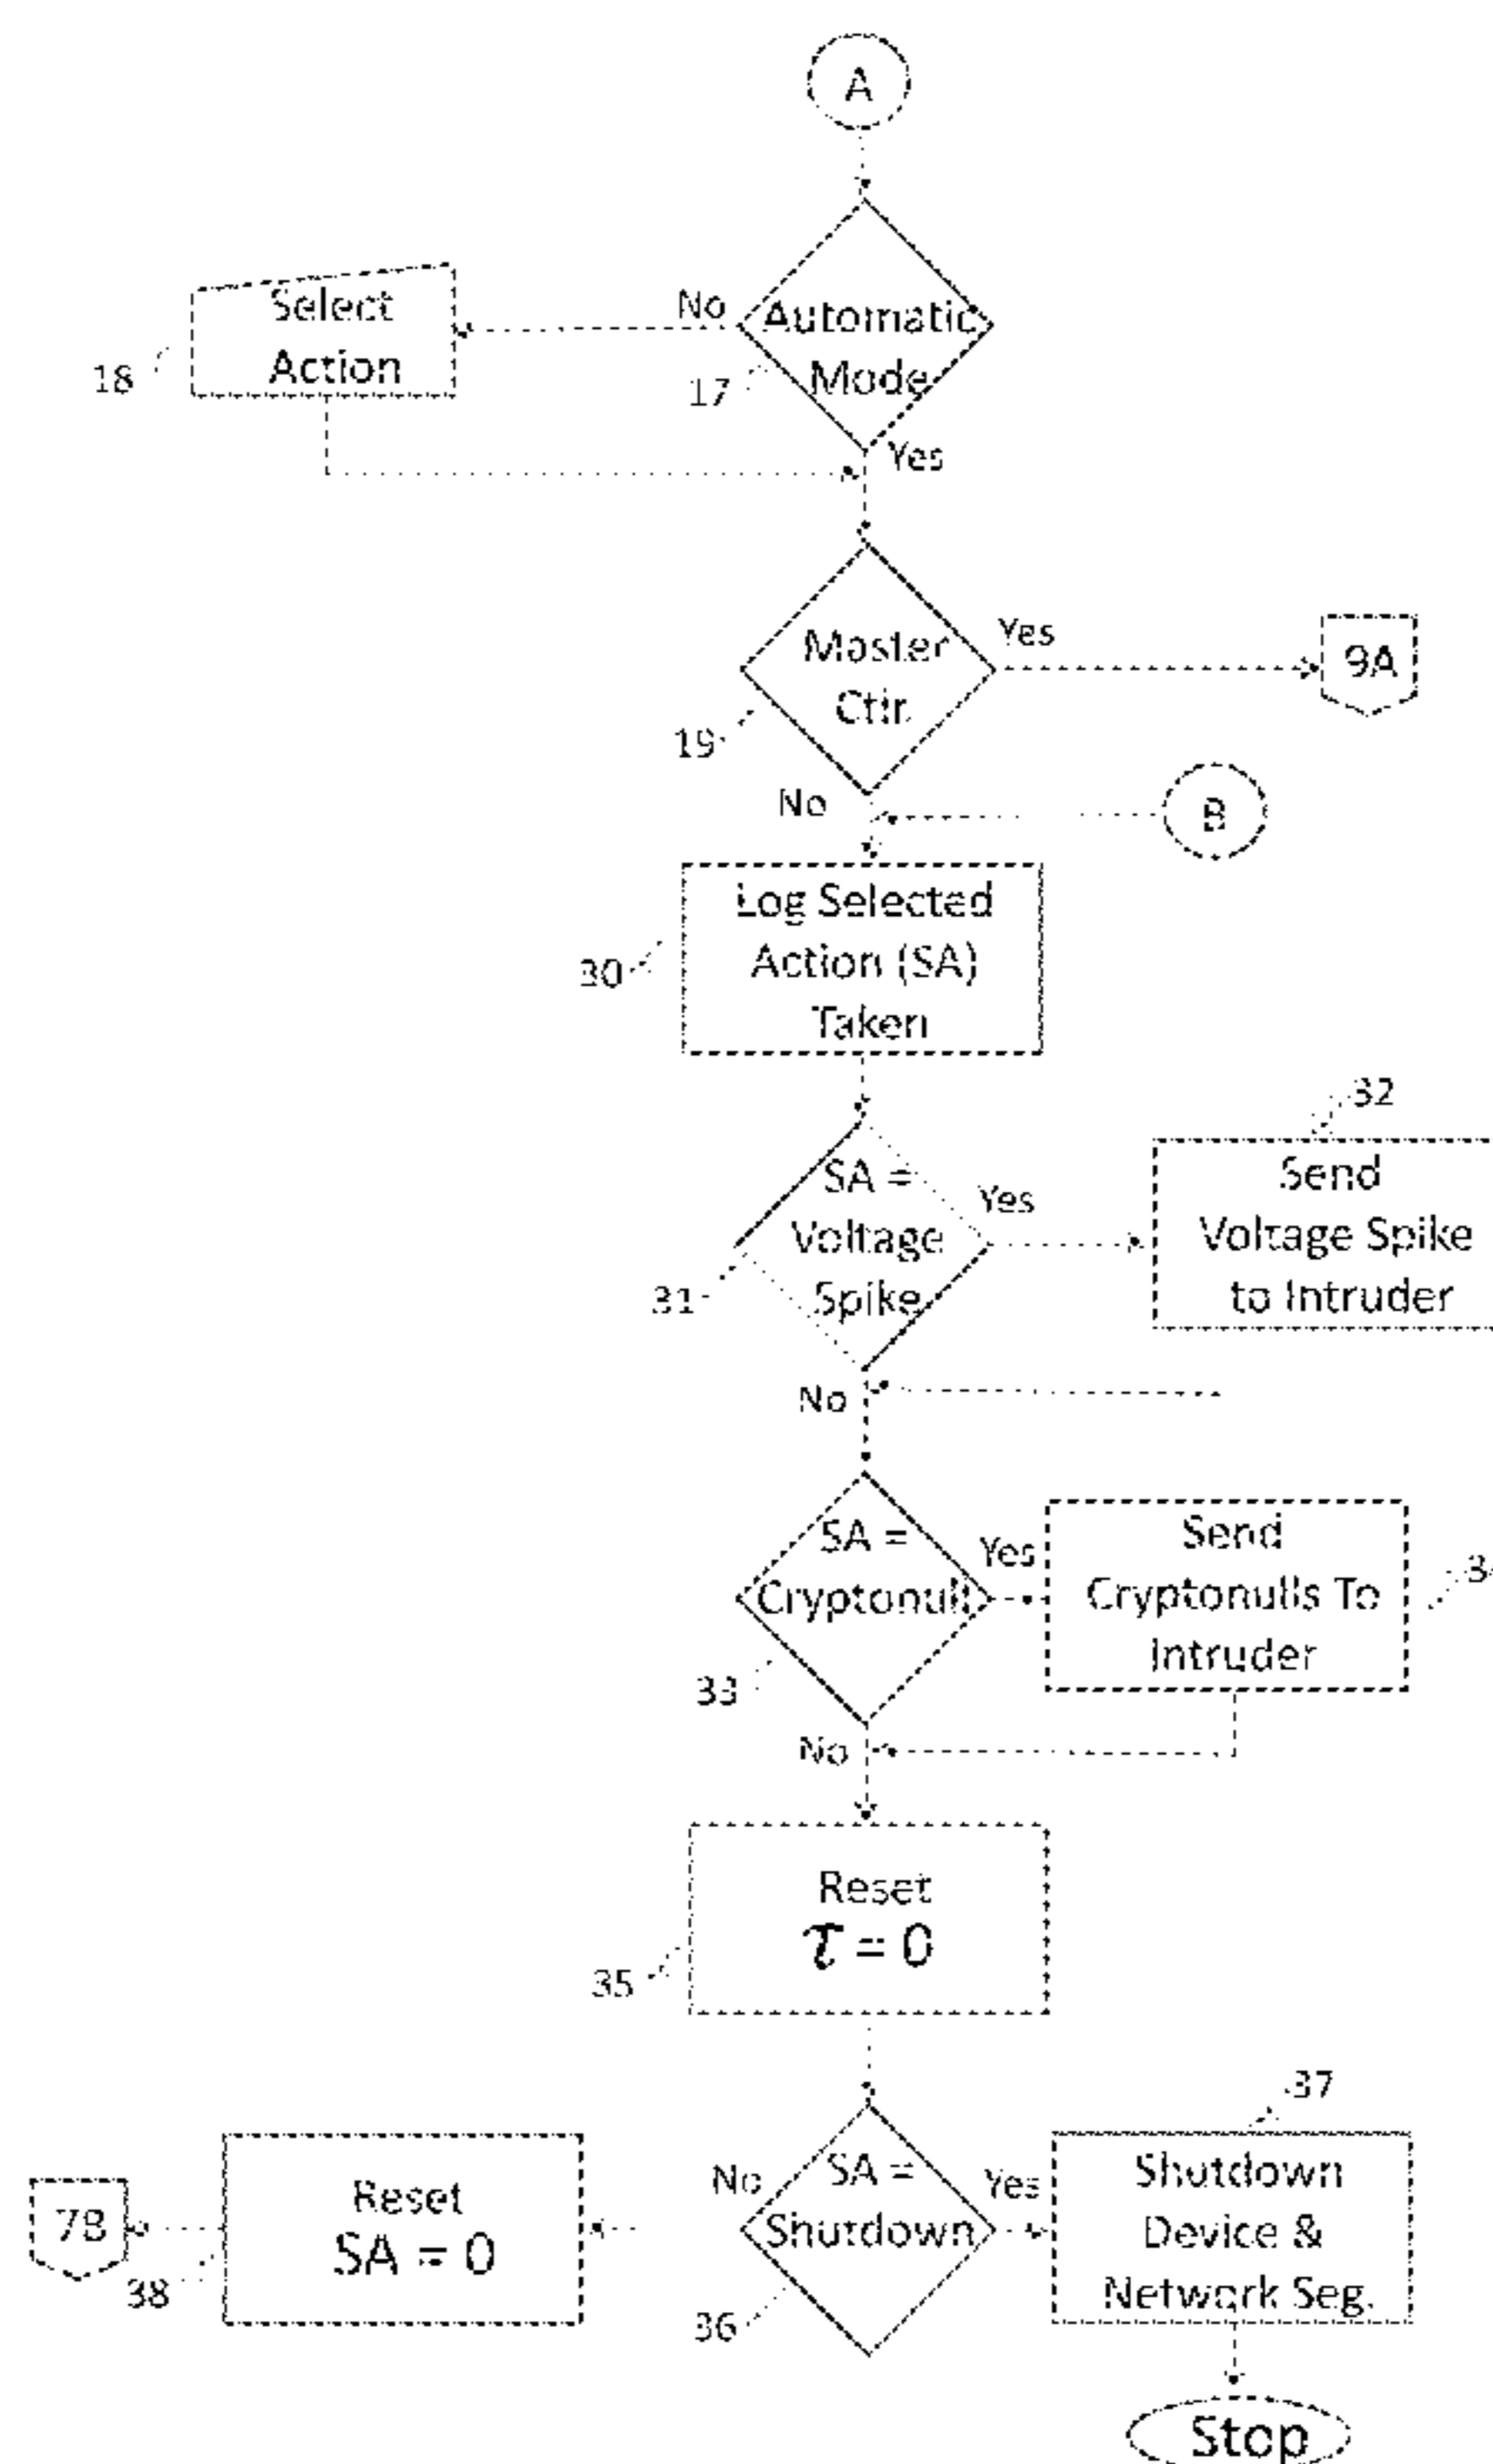 A
Automatic
Mode
No
Select
Action
18
17
Yes
Master
Ctlr.
Yes
9A
19
No
B
Log Selected
Action (SA)
Taken
30
32
SA =
Voltage
Spike
Yes
Send
Voltage Spike
to Intruder
31
No
SA =
Cryptonull
Yes
Send
Cryptonulls To
Intruder
33
No
Reset
τ = 0
35
37
SA =
Shutdown
No
Yes
Shutdown
Device &
Network Seg.
Reset
SA = 0
7B
38
36
Stop